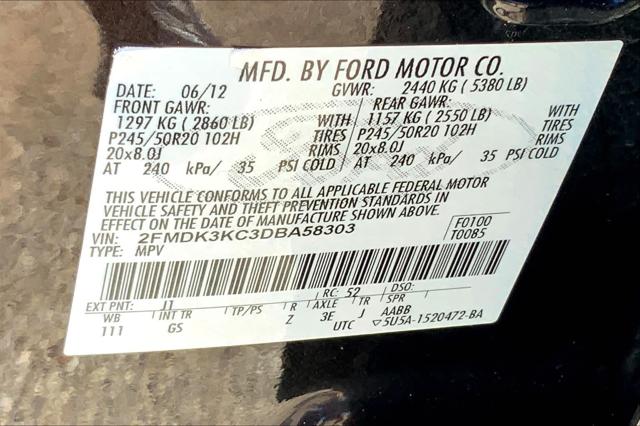 MFD. BY FORD MOTOR CO.
DATE: 06/12 GVWR: 2440 KG ( 5380 LB)
FRONT GAWR: REAR GAWR:
1297 KG ( 2860 LB) WITH 1157 KG ( 2550 LB) WITH
P245/50R20 102H TIRES P245/50R20 102H TIRES
20x8.0J RIMS 20x8.0J RIMS
AT 240 kPa/ 35 PSI COLD AT 240 kPa/ 35 PSI COLD
THIS VEHICLE CONFORMS TO ALL APPLICABLE FEDERAL MOTOR
VEHICLE SAFETY AND THEFT PREVENTION STANDARDS IN
EFFECT ON THE DATE OF MANUFACTURE SHOWN ABOVE.
VIN: 2FMDK3KC3DBA58303 F0100
TYPE: MPV T0085
EXT PNT: J1 RC: 52 DSO:
WB INT TR TP/PS R AXLE TR SPR
111 GS Z 3E J AABB
UTC ▽5U5A-1520472-BA